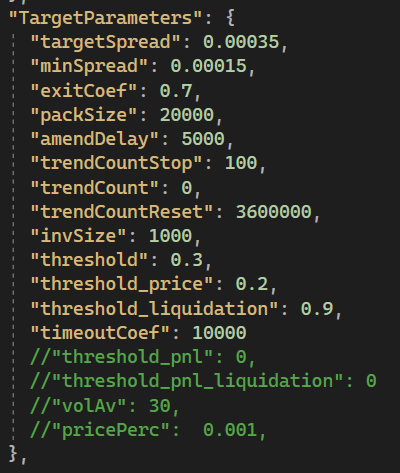 "TargetParameters": {
"targetSpread": 0.00035,
"minSpread": 0.00015,
"exitCoef": 0.7,
"packSize": 20000,
"amendDelay": 5000,
"trendCountStop": 100,
"trendCount": 0,
"trendCountReset": 3600000,
"invSize": 1000,
"threshold": 0.3,
"threshold_price": 0.2,
"threshold_liquidation": 0.9,
"timeoutCoef": 10000
//"threshold_pnl": 0,
//"threshold_pnl_liquidation": 0
//"volAv": 30,
//"pricePerc":  0.001,
},